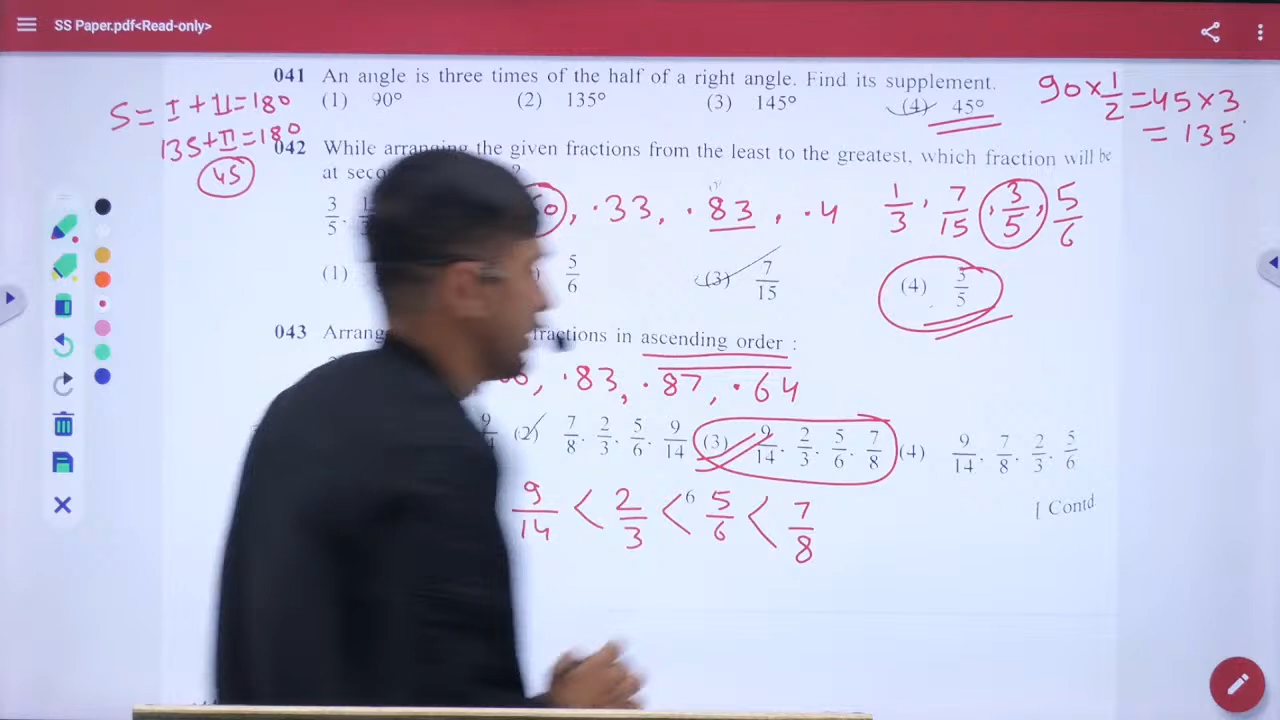 SS Paper.pdf<Read-only>
041 An angle is three times of the half of a right angle. Find its supplement.
(1) 90° (2) 135° (3) 145° (4) 45°
S = I + II = 180
135 + II = 180
45
90 × 1/2 = 45 × 3
= 135
042 While arranging the given fractions from the least to the greatest, which fraction will be
at
3/5, , .33, .83, .4
1/3, 7/15, 3/5, 5/6
(1) 5/6 (3) 7/15 (4) 3/5
043 fractions in ascending order :
, .83, .87, .64
(2) 7/8, 2/3, 5/6, 9/14 (3) 9/14, 2/3, 5/6, 7/8 (4) 9/14, 7/8, 2/3, 5/6
6
9/14 < 2/3 < 5/6 < 7/8
[ Contd